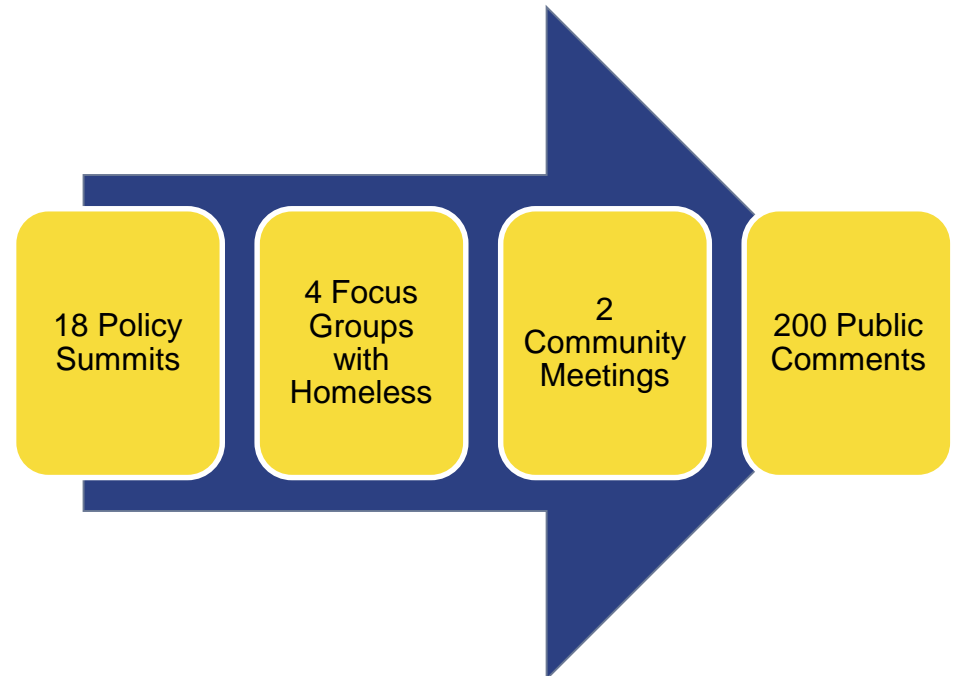 18 Policy
Summits
4 Focus
Groups
with
Homeless
2
Community
Meetings
200 Public
Comments